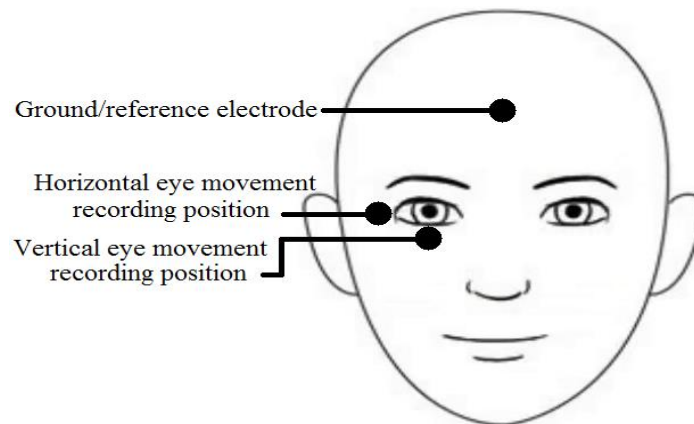 Ground/reference electrode
Horizontal eye movement
recording position
Vertical eye movement
recording position